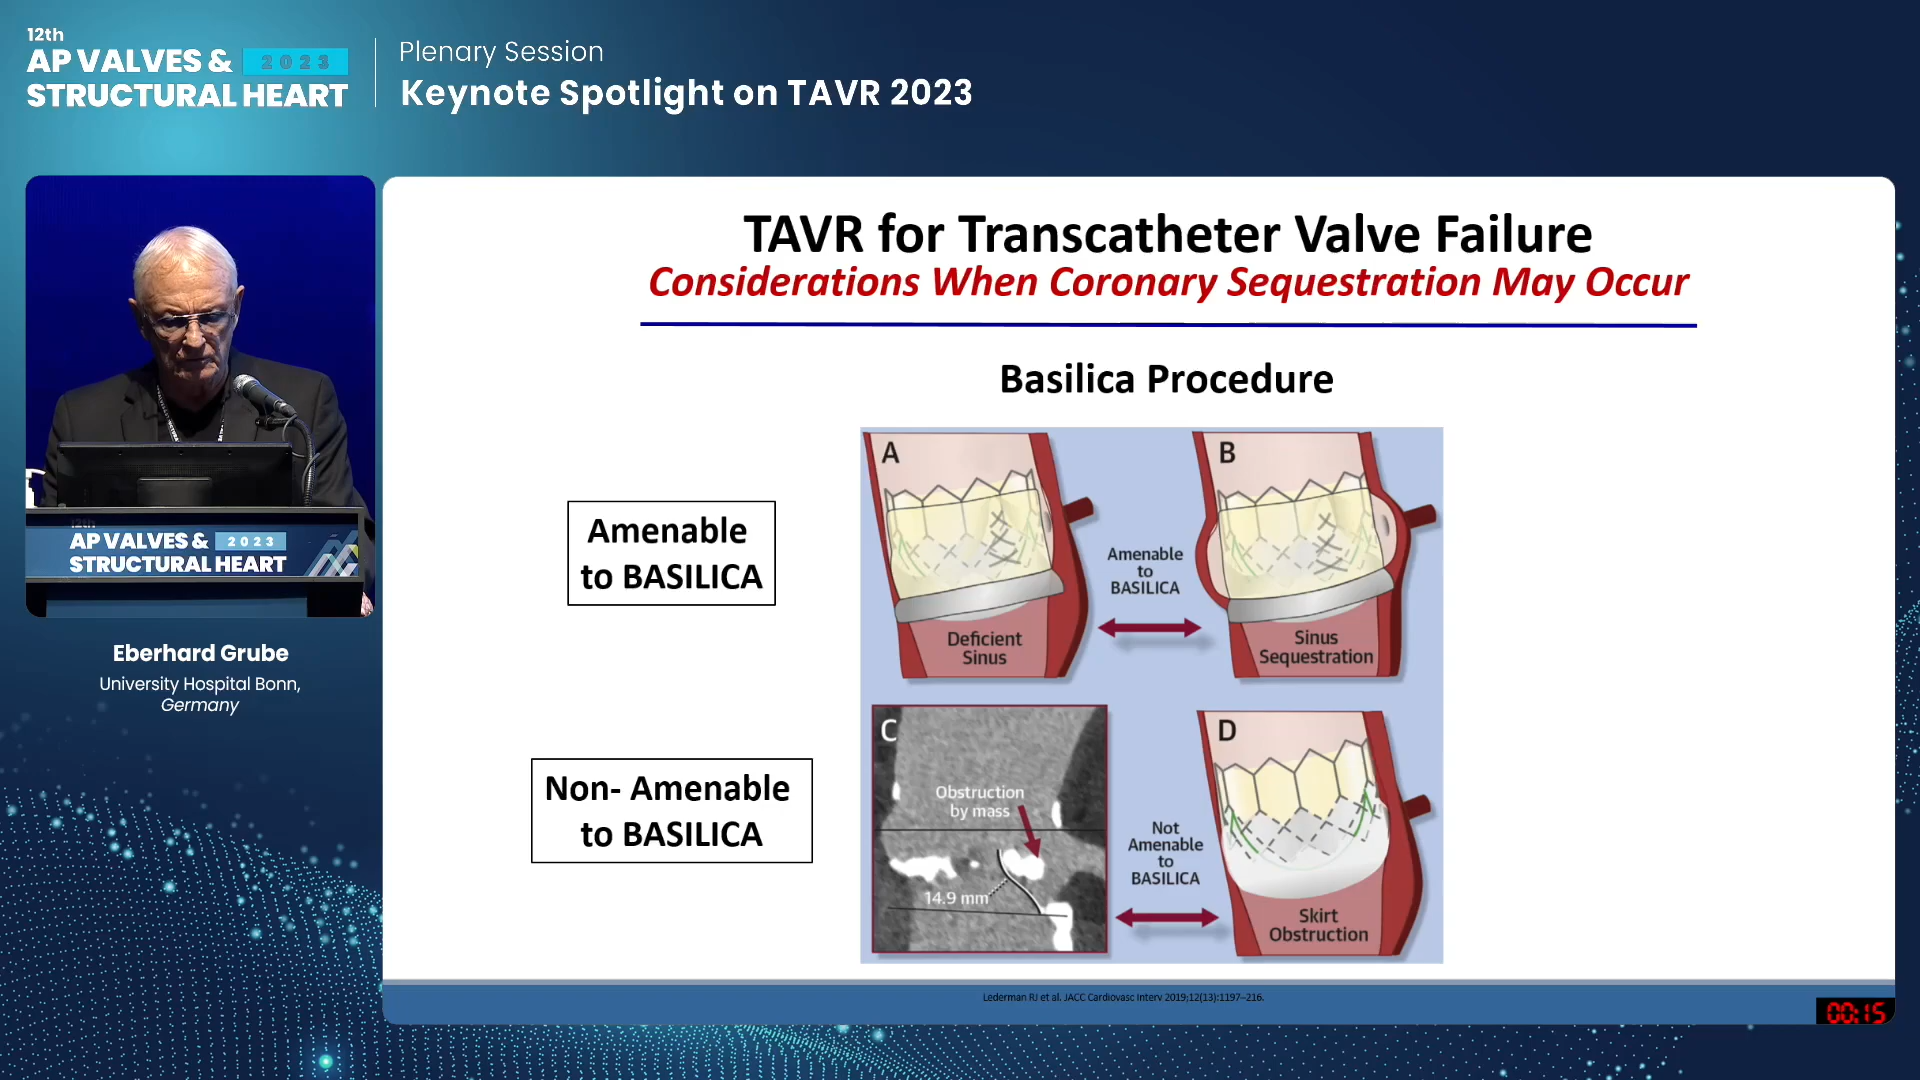 12th
AP VALVES & 2023
STRUCTURAL HEART
Plenary Session
Keynote Spotlight on TAVR 2023
12th
AP VALVES & 2023
STRUCTURAL HEART
Eberhard Grube
University Hospital Bonn,
Germany
TAVR for Transcatheter Valve Failure
Considerations When Coronary Sequestration May Occur
Basilica Procedure
Amenable
to BASILICA
A
B
Amenable
to
BASILICA
Deficient
Sinus
Sinus
Sequestration
Non- Amenable
to BASILICA
C
Obstruction
by mass
14.9 mm
D
Not
Amenable
to
BASILICA
Skirt
Obstruction
Lederman RJ et al. JACC Cardiovasc Interv 2019;12(13):1197–216.
00:15